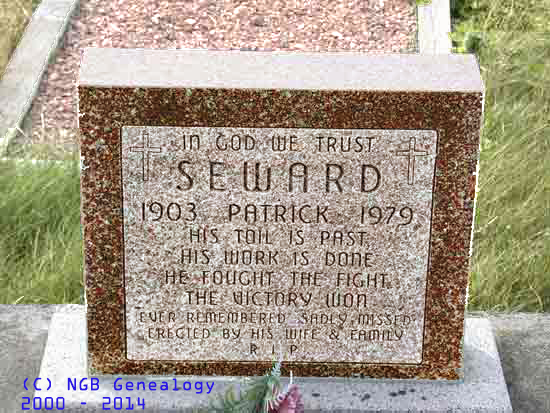 IN GOD WE TRUST
SEWARD
1903 PATRICK 1979
HIS TOIL IS PAST
HIS WORK IS DONE
HE FOUGHT THE FIGHT
THE VICTORY WON
EVER REMEMBERED SADLY MISSED
ERECTED BY HIS WIFE & FAMILY
R I P
(C) NGB Genealogy
2000 - 2014